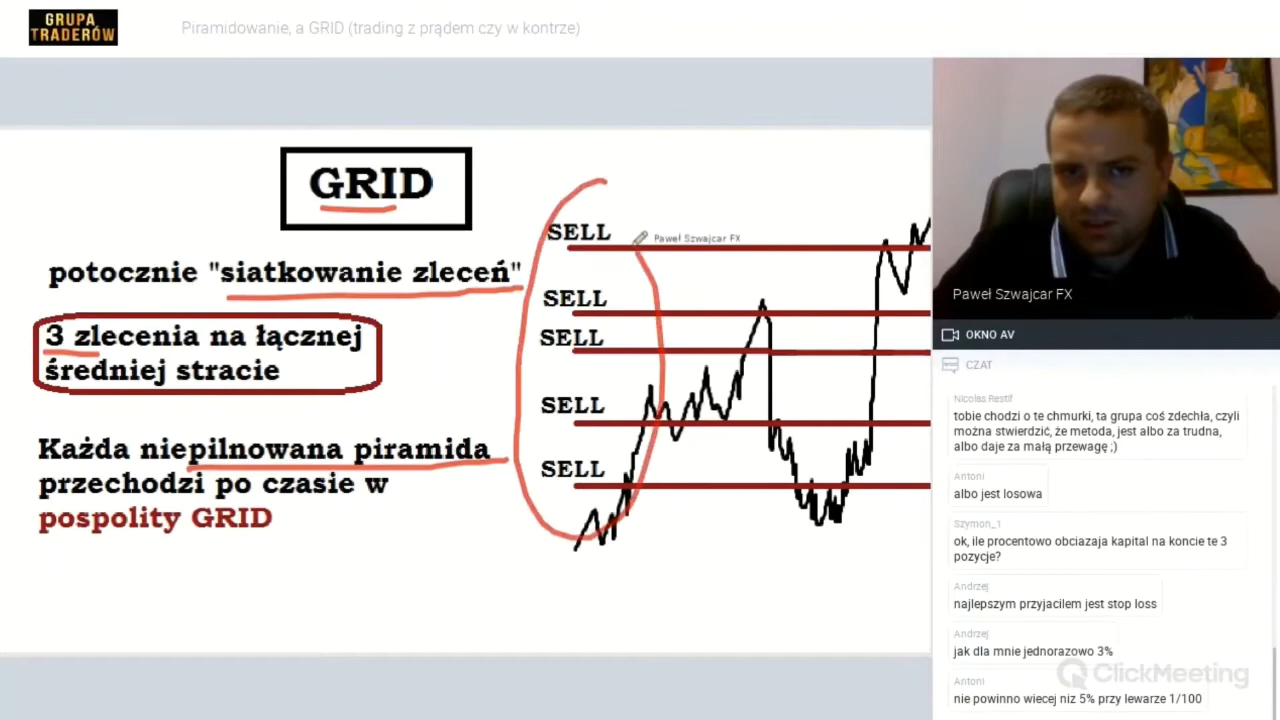 GRUPA
TRADERÓW
Piramidowanie, a GRID (trading z prądem czy w kontrze)
GRID
potocznie "siatkowanie zleceń"
3 zlecenia na łącznej
średniej stracie
Każda niepilnowana piramida
przechodzi po czasie w
pospolity GRID
SELL
Paweł Szwajcar FX
SELL
SELL
SELL
SELL
Paweł Szwajcar FX
OKNO AV
CZAT
Nicolas Restif
tobie chodzi o te chmurki, ta grupa coś zdechła, czyli
można stwierdzić, że metoda, jest albo za trudna,
albo daje za małą przewagę ;)
Antoni
albo jest losowa
Szymon_1
ok, ile procentowo obciazaja kapital na koncie te 3
pozycje?
Andrzej
najlepszym przyjacilem jest stop loss
Andrzej
jak dla mnie jednorazowo 3%
Antoni
nie powinno wiecej niz 5% przy lewarze 1/100
ClickMeeting